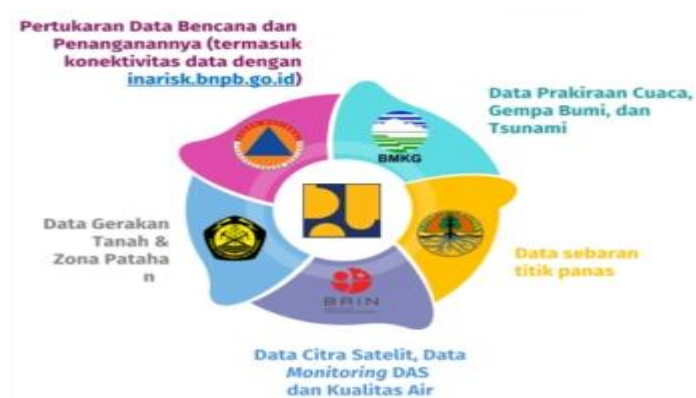 Pertukaran Data Bencana dan
Penanganannya (termasuk
konektivitas data dengan
inarisk.bnpb.go.id)
Data Prakiraan Cuaca,
Gempa Bumi, dan
Tsunami
BMKG
Data Gerakan
Tanah &
Zona Pataha
n
Data sebaran
titik panas
BRIN
Data Citra Satelit, Data
Monitoring DAS
dan Kualitas Air